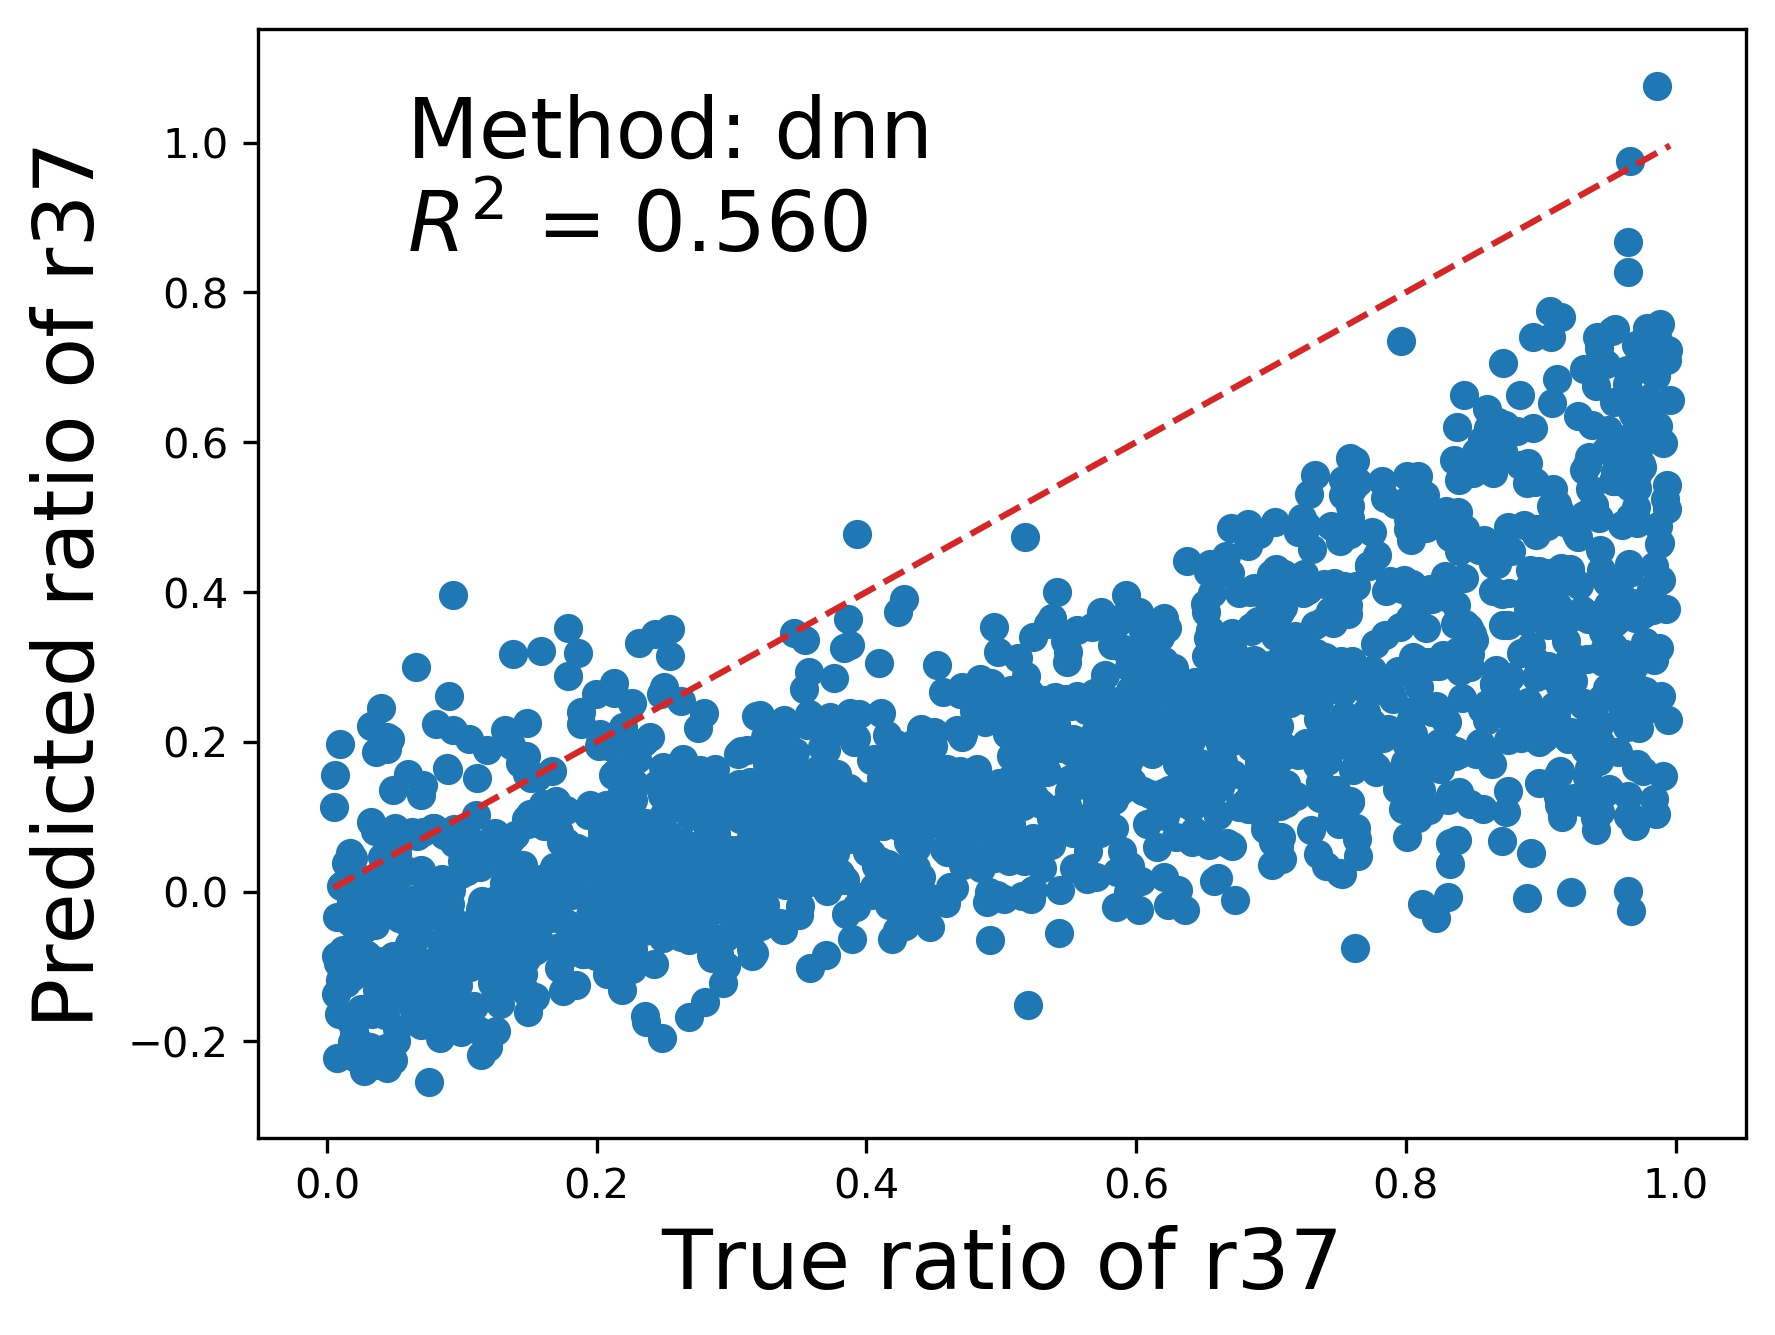 Method: dnn
R² = 0.560
Predicted ratio of r37
1.0
0.8
0.6
0.4
0.2
0.0
−0.2
0.0 0.2 0.4 0.6 0.8 1.0
True ratio of r37